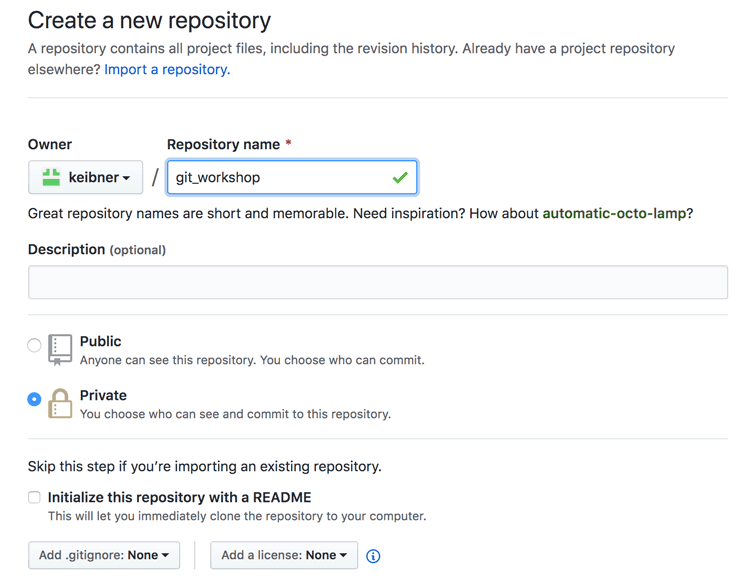 Create a new repository
A repository contains all project files, including the revision history. Already have a project repository
elsewhere? Import a repository.
Owner
Repository name *
keibner
/
git_workshop
Great repository names are short and memorable. Need inspiration? How about automatic-octo-lamp?
Description (optional)
Public
Anyone can see this repository. You choose who can commit.
Private
You choose who can see and commit to this repository.
Skip this step if you’re importing an existing repository.
Initialize this repository with a README
This will let you immediately clone the repository to your computer.
Add .gitignore: None
Add a license: None